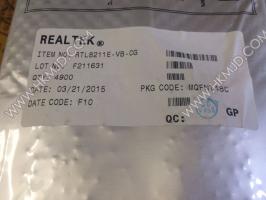 REALTEK®
ITEM NO.: RTL8211E-VB-CG
LOT NO: F211631
QTY: 4900
DATE: 03/21/2015 PKG CODE:
DATE CODE: F10
QC: GP